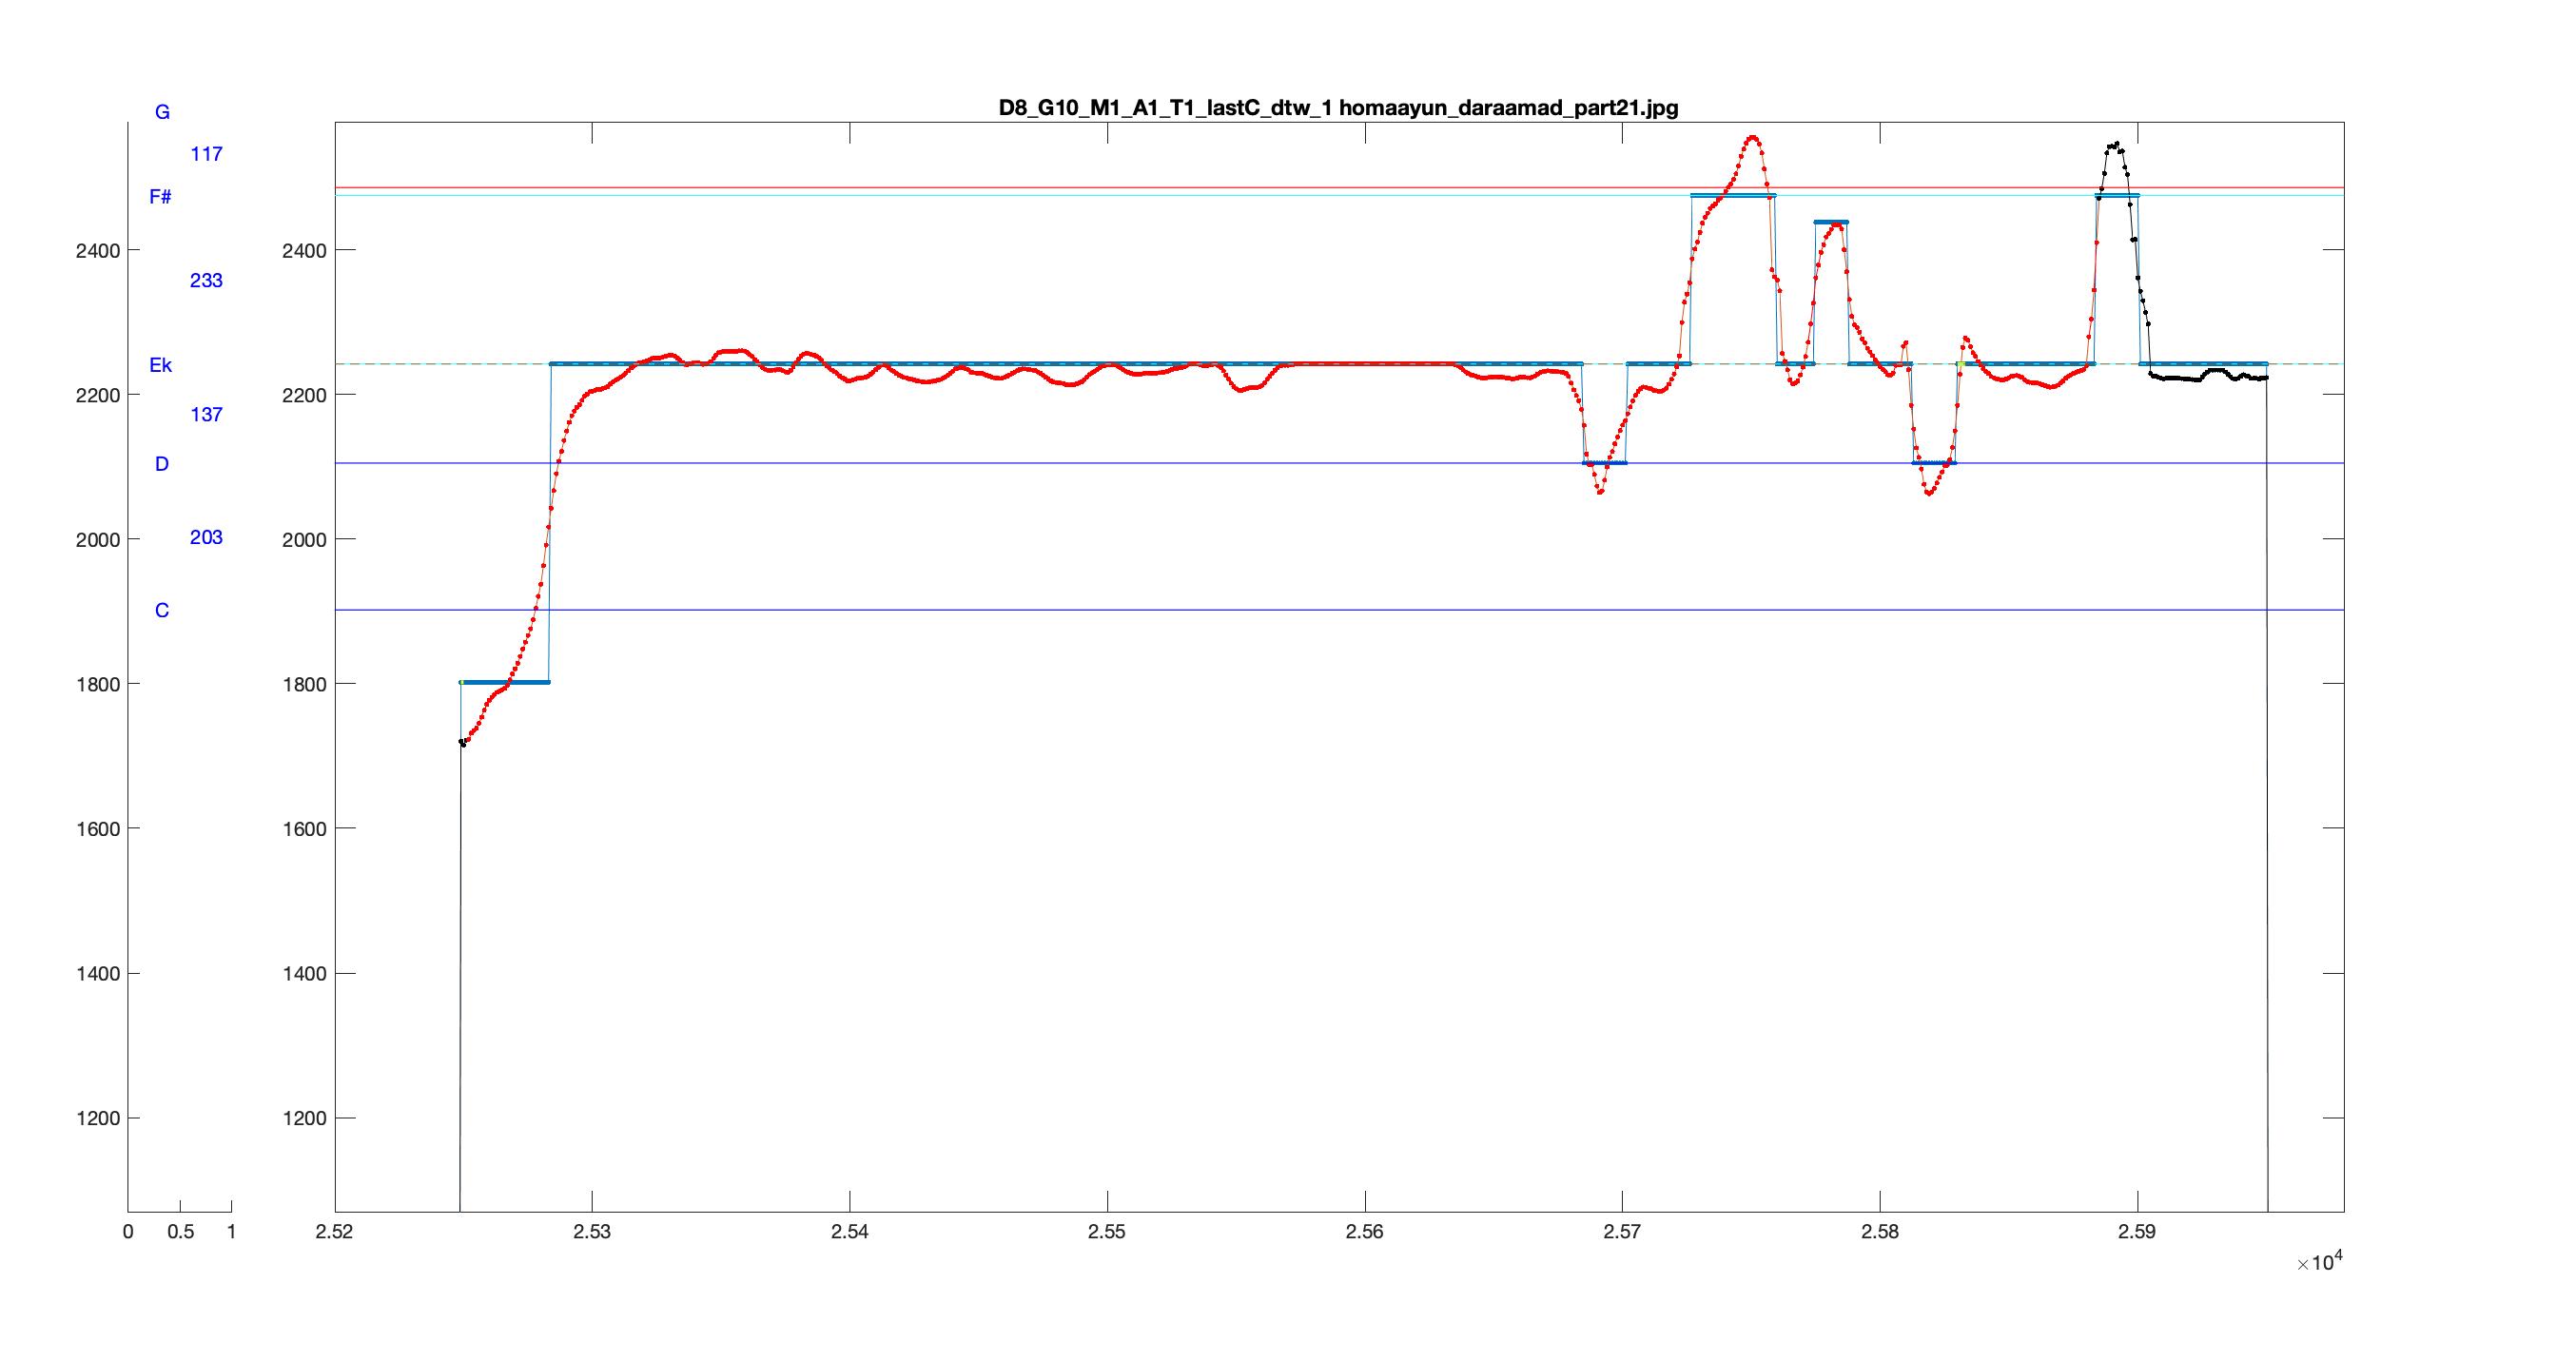 D8_G10_M1_A1_T1_lastC_dtw_1 homaayun_daraamad_part21.jpg
G
117
F#
233
Ek
137
D
203
C
2400
2200
2000
1800
1600
1400
1200
0 0.5 1
2400
2200
2000
1800
1600
1400
1200
2.52 2.53 2.54 2.55 2.56 2.57 2.58 2.59
×10^4